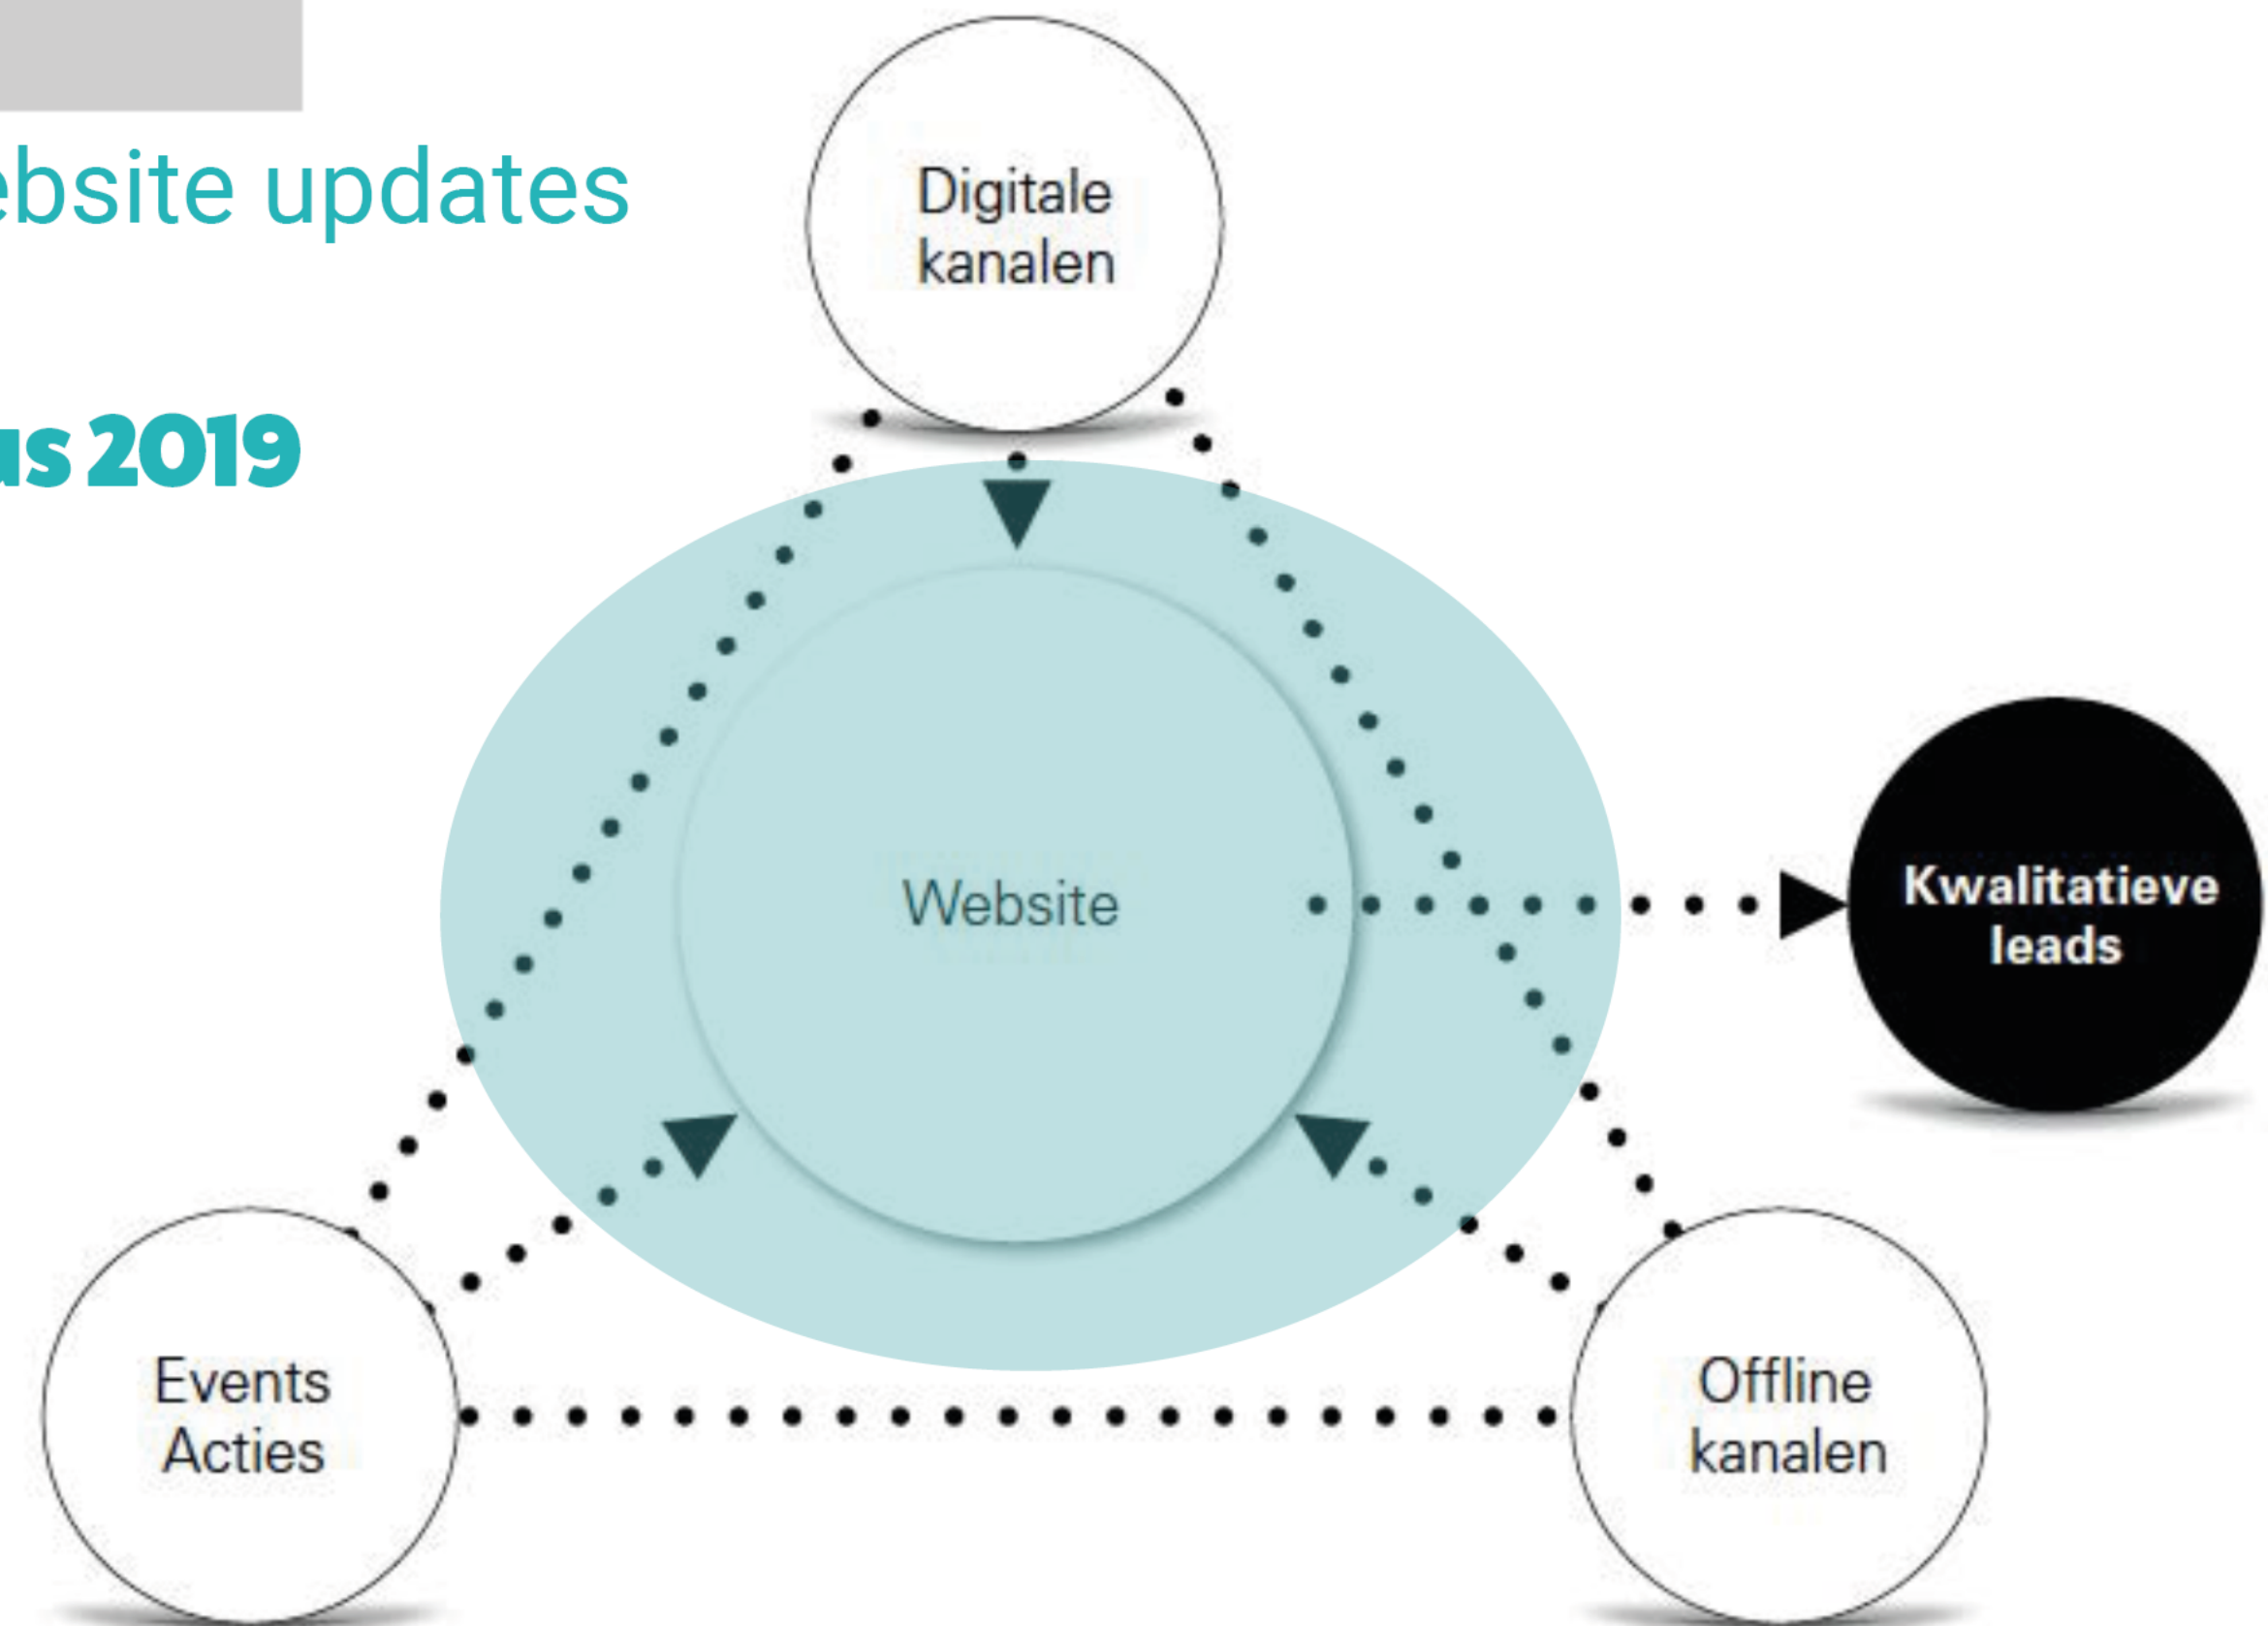 ebsite updates
us 2019
Digitale
kanalen
Website
Kwalitatieve
leads
Events
Acties
Offline
kanalen